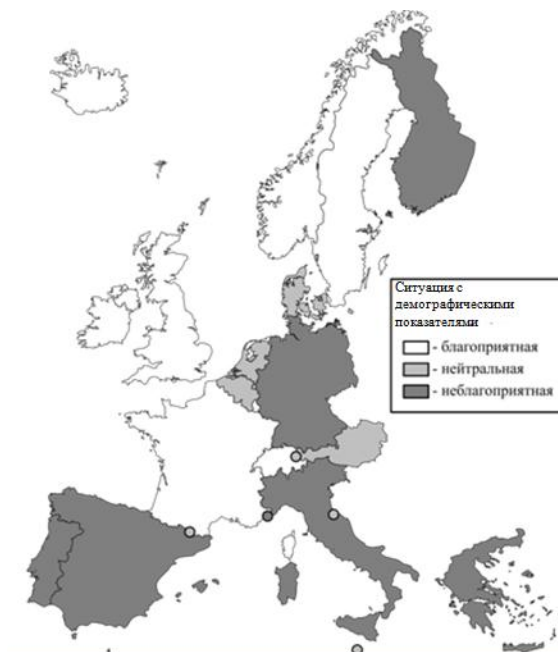 Ситуация с
демографическими
показателями
- благоприятная
- нейтральная
- неблагоприятная